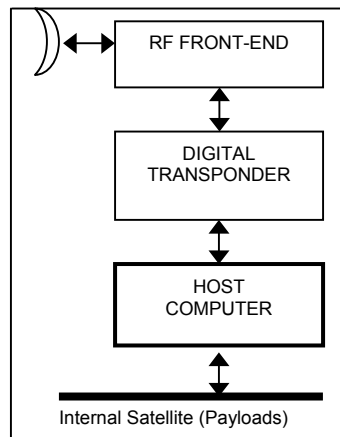 RF FRONT-END
DIGITAL
TRANSPONDER
HOST
COMPUTER
Internal Satellite (Payloads)